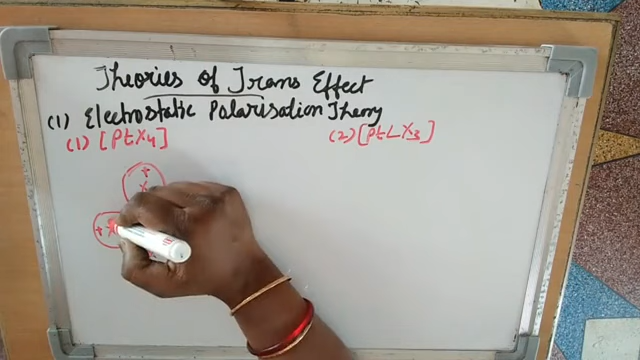 Theories of Trans Effect
(1) Electrostatic Polarisation Theory
(1) [PtX4] (2) [PtLX3]
+
X
+ X